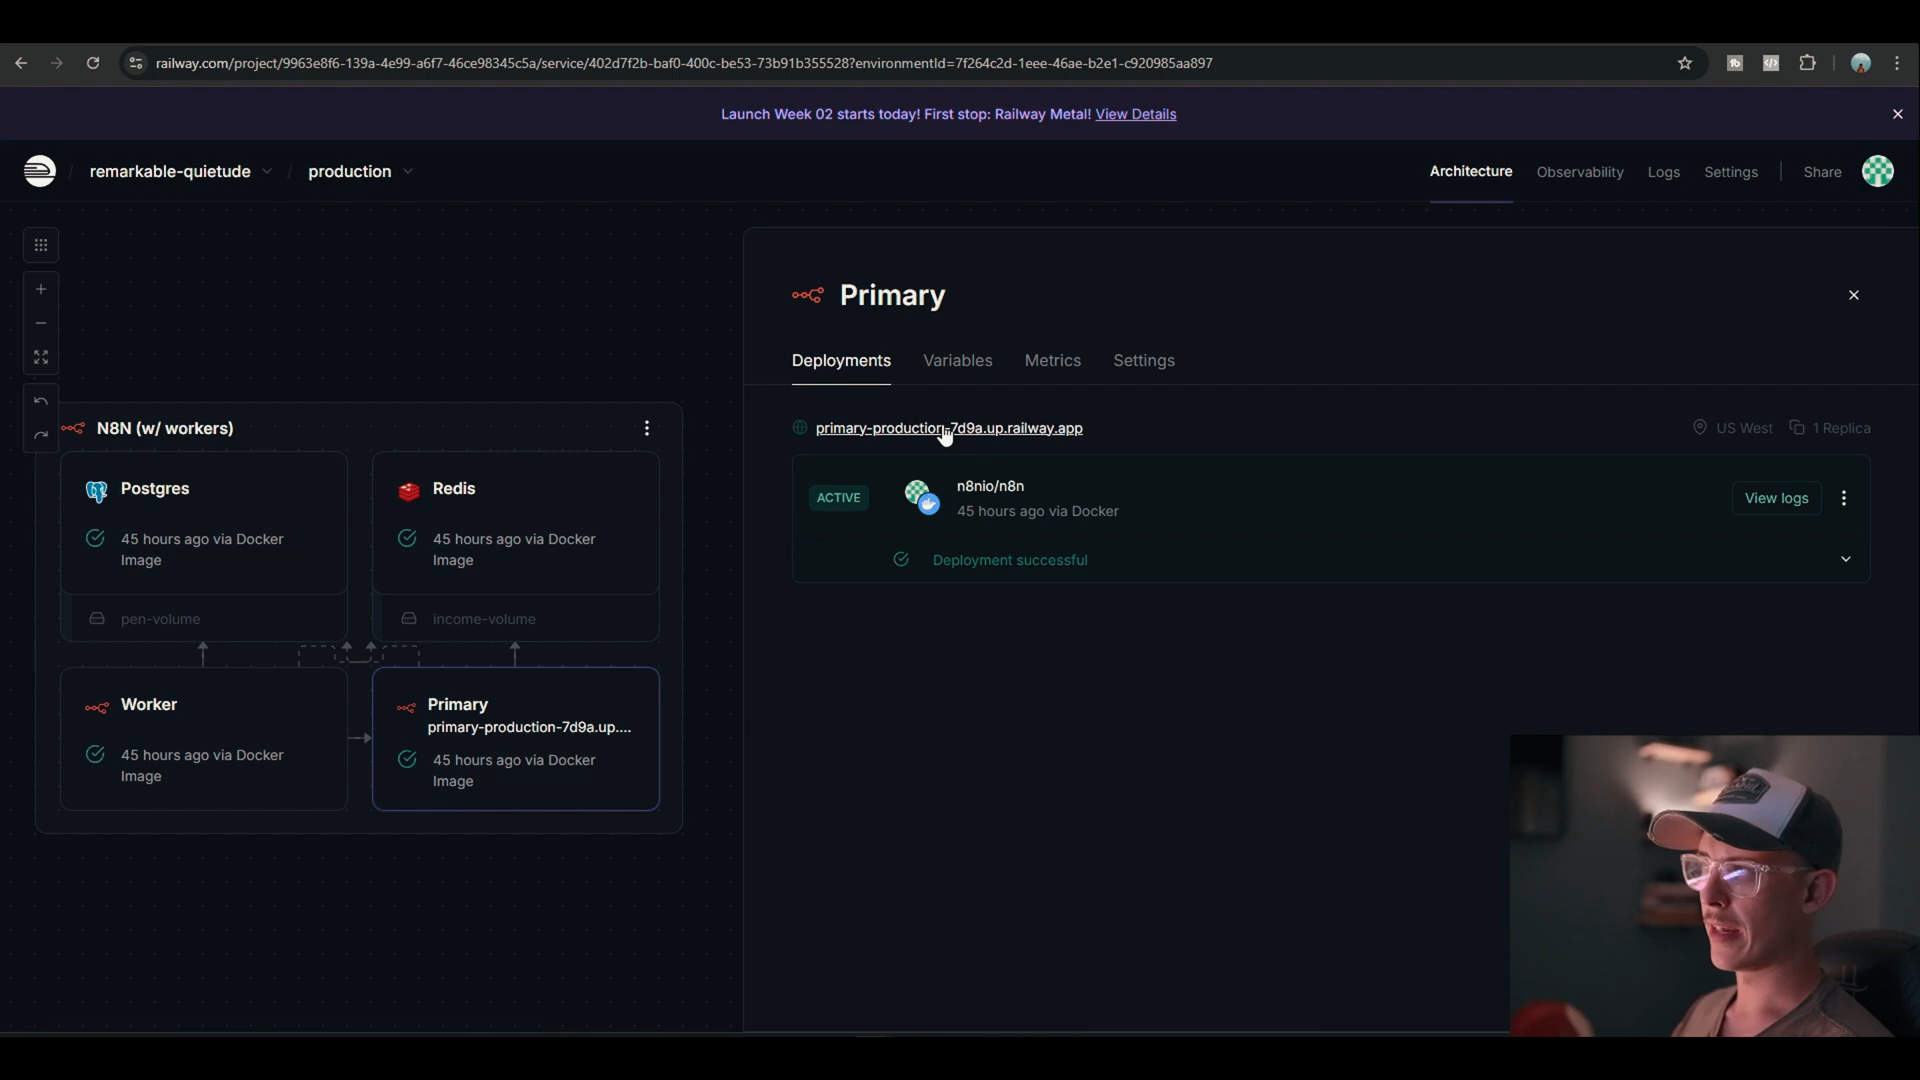 railway.com/project/9963e8f6-139a-4e99-a6f7-46ce98345c5a/service/402d7f2b-baf0-400c-be53-73b91b355528?environmentId=7f264c2d-1eee-46ae-b2e1-c920985aa897
Launch Week 02 starts today! First stop: Railway Metal! View Details
/ remarkable-quietude / production
Architecture Observability Logs Settings Share
Primary
Deployments Variables Metrics Settings
primary-production-7d9a.up.railway.app
US West 1 Replica
ACTIVE
n8nio/n8n
45 hours ago via Docker
View logs
Deployment successful
N8N (w/ workers)
Postgres
45 hours ago via Docker
Image
pen-volume
Redis
45 hours ago via Docker
Image
income-volume
Worker
45 hours ago via Docker
Image
Primary
primary-production-7d9a.up....
45 hours ago via Docker
Image